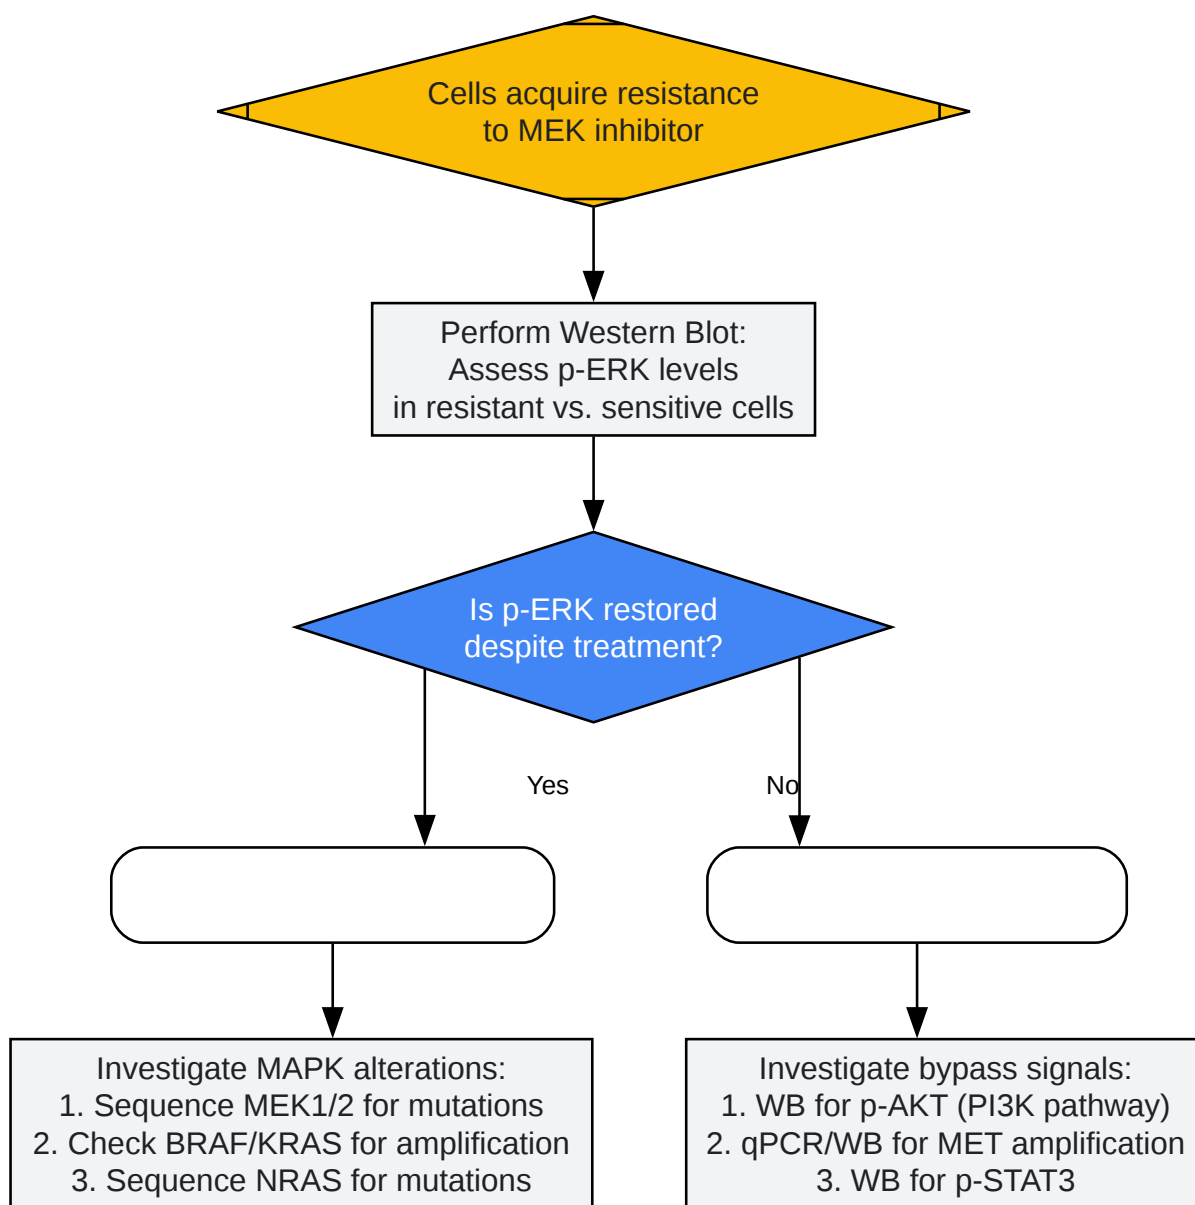 Cells acquire resistance
to MEK inhibitor
Perform Western Blot:
Assess p-ERK levels
in resistant vs. sensitive cells
Is p-ERK restored
despite treatment?
Yes
No
Investigate MAPK alterations:
1. Sequence MEK1/2 for mutations
2. Check BRAF/KRAS for amplification
3. Sequence NRAS for mutations
Investigate bypass signals:
1. WB for p-AKT (PI3K pathway)
2. qPCR/WB for MET amplification
3. WB for p-STAT3